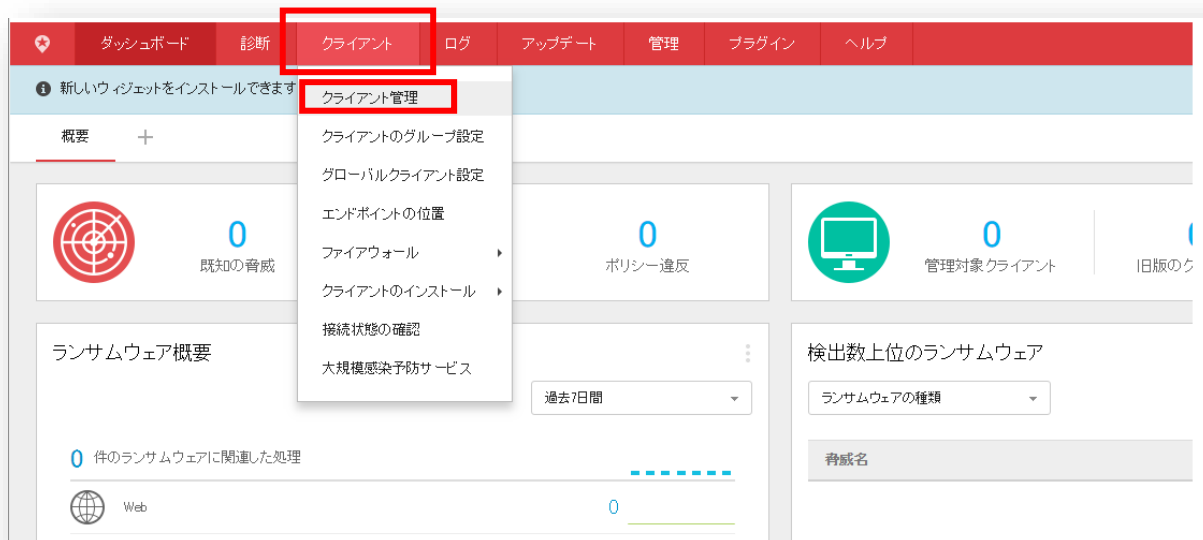 ダッシュボード 診断 クライアント ログ アップデート 管理 プラグイン ヘルプ
新しいウィジェットをインストールできます
クライアント管理
クライアントのグループ設定
グローバルクライアント設定
エンドポイントの位置
ファイアウォール
クライアントのインストール
接続状態の確認
大規模感染予防サービス
概要
0
既知の脅威
0
ポリシー違反
0
管理対象クライアント
旧版のク
ランサムウェア概要
過去7日間
0 件のランサムウェアに関連した処理
Web 0
検出数上位のランサムウェア
ランサムウェアの種類
脅威名